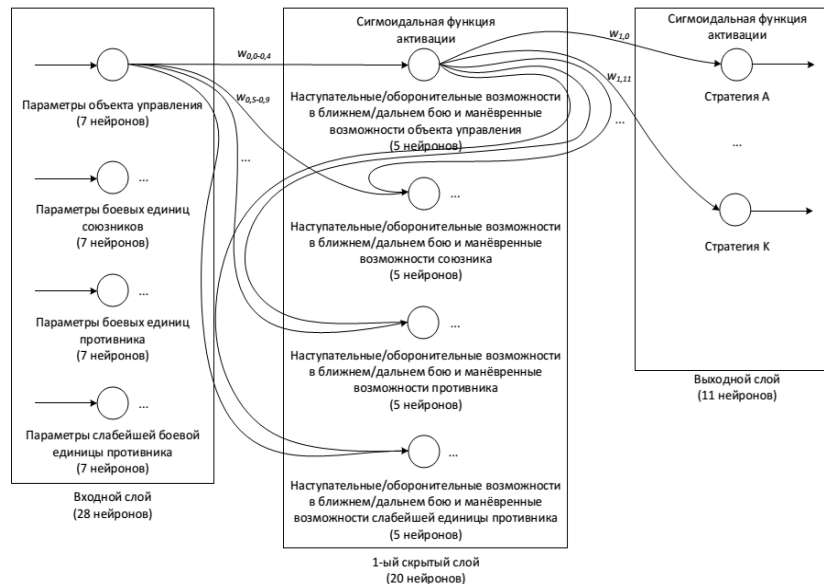 Параметры объекта управления
(7 нейронов)
...
Параметры боевых единиц
союзников
(7 нейронов)
...
Параметры боевых единиц
противника
(7 нейронов)
...
Параметры слабейшей боевой
единицы противника
(7 нейронов)
Входной слой
(28 нейронов)
w0,0-0,4
w0,5-0,9
...
Сигмоидальная функция
активации
Наступательные/оборонительные возможности
в ближнем/дальнем бою и манёвренные
возможности объекта управления
(5 нейронов)
...
...
Наступательные/оборонительные возможности
в ближнем/дальнем бою и манёвренные
возможности союзника
(5 нейронов)
...
Наступательные/оборонительные возможности
в ближнем/дальнем бою и манёвренные
возможности противника
(5 нейронов)
...
Наступательные/оборонительные возможности
в ближнем/дальнем бою и манёвренные
возможности слабейшей единицы противника
(5 нейронов)
1-ый скрытый слой
(20 нейронов)
w1,0
w1,11
Сигмоидальная функция
активации
Стратегия А
...
Стратегия К
Выходной слой
(11 нейронов)